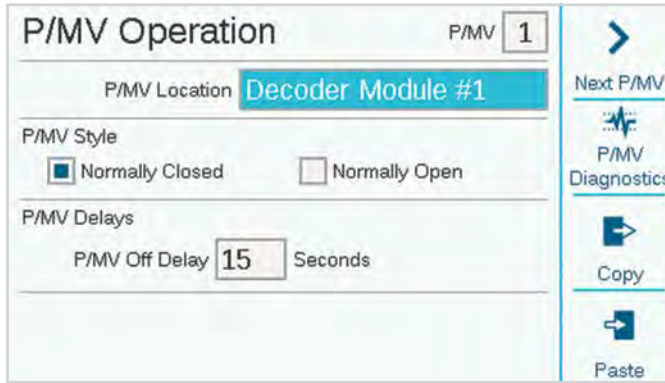 P/MV Operation
P/MV 1
P/MV Location Decoder Module #1
P/MV Style
Normally Closed Normally Open
P/MV Delays
P/MV Off Delay 15 Seconds
Next P/MV
P/MV
Diagnostics
Copy
Paste